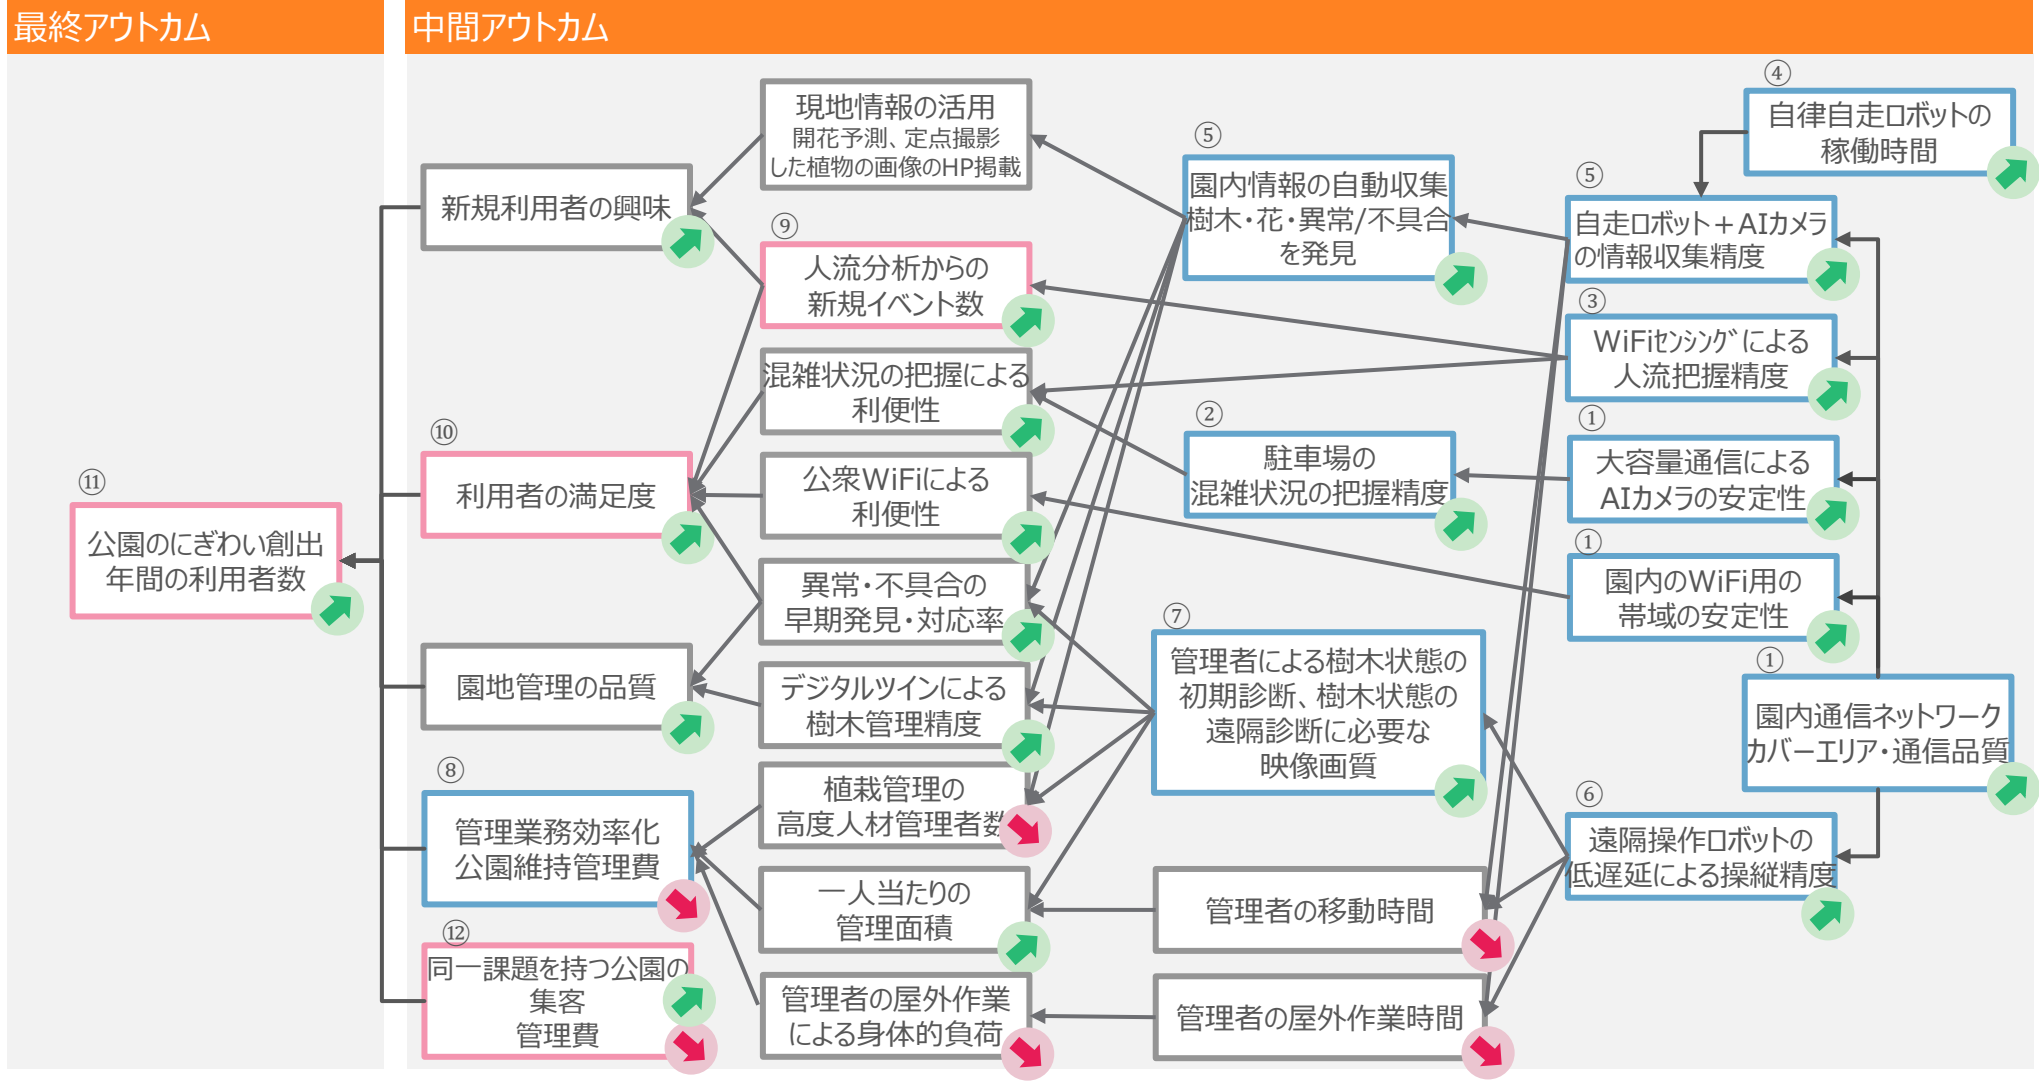 最終アウトカム
中間アウトカム
⑪
公園のにぎわい創出
年間の利用者数
新規利用者の興味
⑩
利用者の満足度
園地管理の品質
⑧
管理業務効率化
公園維持管理費
⑫
同一課題を持つ公園の
集客
管理費
現地情報の活用
開花予測、定点撮影
した植物の画像のHP掲載
⑨
人流分析からの
新規イベント数
混雑状況の把握による
利便性
公衆WiFiによる
利便性
異常・不具合の
早期発見・対応率
デジタルツインによる
樹木管理精度
植栽管理の
高度人材管理者数
一人当たりの
管理面積
管理者の屋外作業
による身体的負荷
⑤
園内情報の自動収集
樹木・花・異常/不具合
を発見
②
駐車場の
混雑状況の把握精度
⑦
管理者による樹木状態の
初期診断、樹木状態の
遠隔診断に必要な
映像画質
管理者の移動時間
管理者の屋外作業時間
④
自律自走ロボットの
稼働時間
⑤
自走ロボット+AIカメラ
の情報収集精度
③
WiFiｾﾝｼﾝｸﾞによる
人流把握精度
①
大容量通信による
AIカメラの安定性
①
園内のWiFi用の
帯域の安定性
①
園内通信ネットワーク
カバーエリア・通信品質
⑥
遠隔操作ロボットの
低遅延による操縦精度